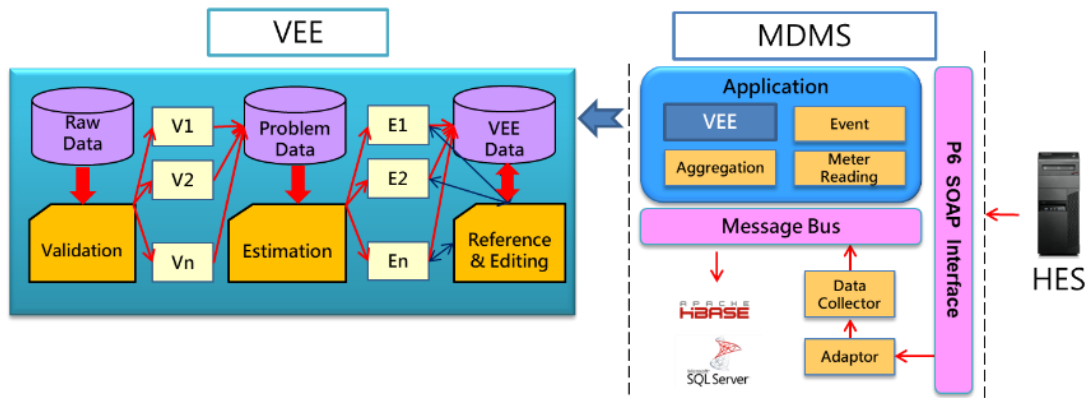 VEE
Raw
Data
V1
V2
Vn
Validation
Problem
Data
E1
E2
En
Estimation
VEE
Data
Reference
& Editing
MDMS
Application
VEE
Event
Aggregation
Meter
Reading
Message Bus
APACHE
HBASE
Microsoft
SQL Server
Data
Collector
Adaptor
P6 SOAP Interface
HES